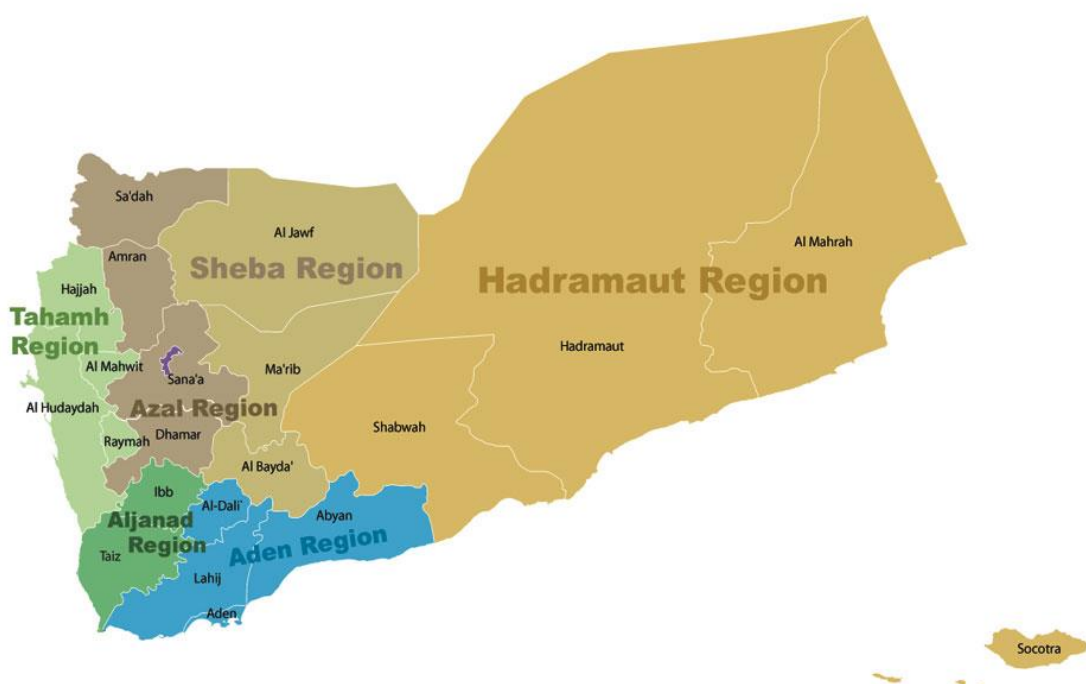 Sa'dah
Al Jawf
Amran
Sheba Region
Al Mahrah
Hadramaut Region
Hajjah
Tahamh
Region
Hadramaut
Al Mahwit
Ma'rib
Sana'a
Al Hudaydah
Azal Region
Shabwah
Raymah
Dhamar
Al Bayda'
Ibb
Al-Dali`
Abyan
Aljanad
Region
Aden Region
Taiz
Lahij
Aden
Socotra